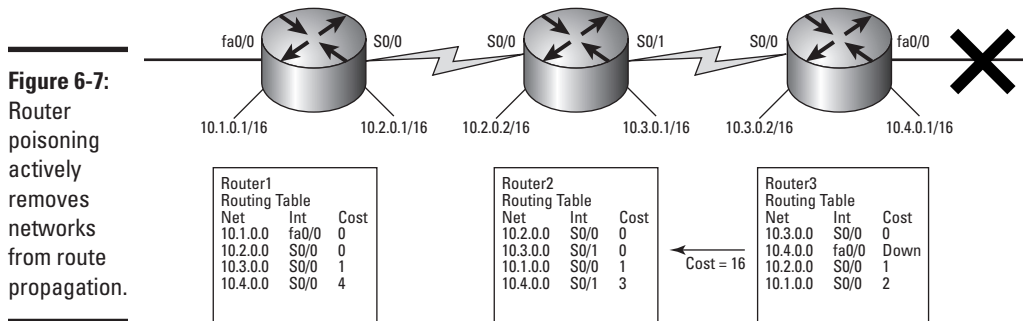 Figure 6-7:
Router
poisoning
actively
removes
networks
from route
propagation.
fa0/0
S0/0
S0/0
S0/1
S0/0
fa0/0
10.1.0.1/16
10.2.0.1/16
10.2.0.2/16
10.3.0.1/16
10.3.0.2/16
10.4.0.1/16
Router1
Routing Table
Net Int Cost
10.1.0.0 fa0/0 0
10.2.0.0 S0/0 0
10.3.0.0 S0/0 1
10.4.0.0 S0/0 4
Router2
Routing Table
Net Int Cost
10.2.0.0 S0/0 0
10.3.0.0 S0/1 0
10.1.0.0 S0/0 1
10.4.0.0 S0/1 3
Cost = 16
Router3
Routing Table
Net Int Cost
10.3.0.0 S0/0 0
10.4.0.0 fa0/0 Down
10.2.0.0 S0/0 1
10.1.0.0 S0/0 2